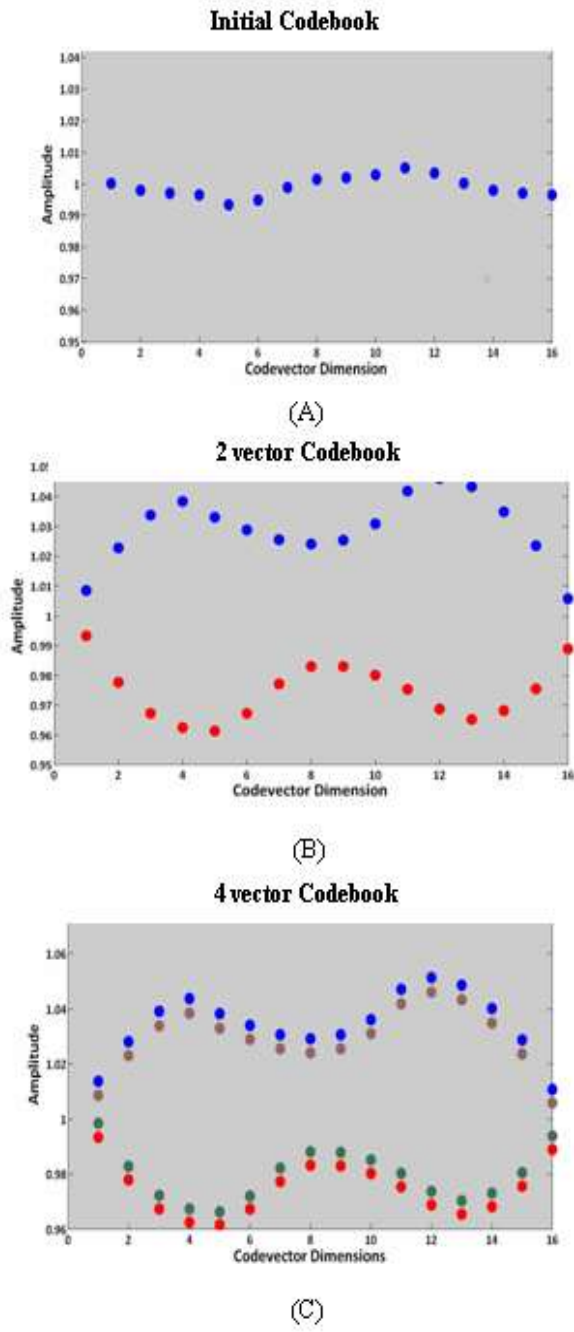 Initial Codebook
1.04
1.03
1.02
1.01
1
0.99
0.98
0.97
0.96
0.95
Amplitude
0 2 4 6 8 10 12 14 16
Codevector Dimension
(A)
2 vector Codebook
1.04
1.03
1.02
1.01
1
0.99
0.98
0.97
0.96
0.95
Amplitude
0 2 4 6 8 10 12 14 16
Codevector Dimension
(B)
4 vector Codebook
1.06
1.04
1.02
1
0.98
0.96
Amplitude
0 2 4 6 8 10 12 14 16
Codevector Dimensions
(C)